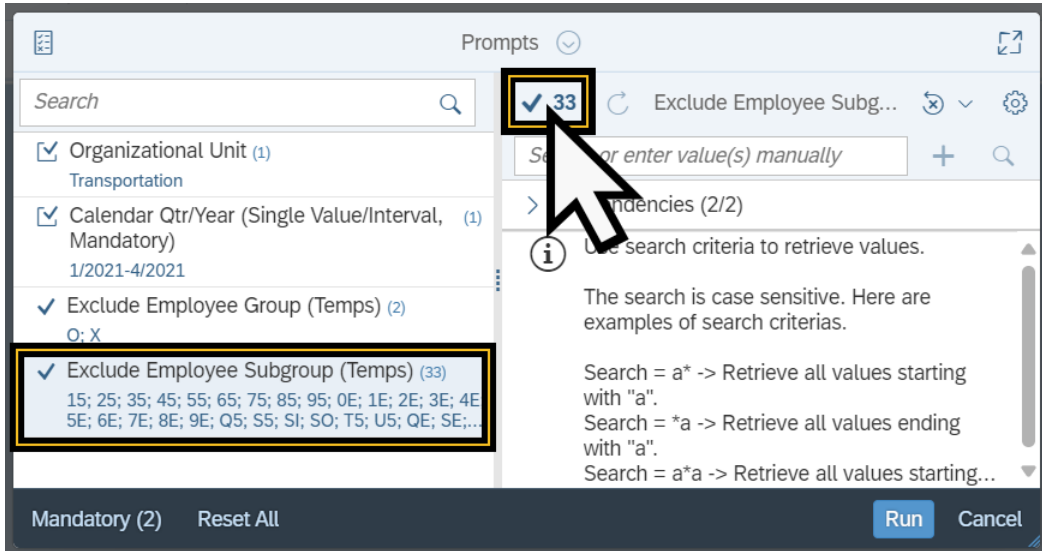 Prompts
Search
Organizational Unit (1)
Transportation
Calendar Qtr/Year (Single Value/Interval, (1)
Mandatory)
1/2021-4/2021
Exclude Employee Group (Temps) (2)
O; X
Exclude Employee Subgroup (Temps) (33)
15; 25; 35; 45; 55; 65; 75; 85; 95; 0E; 1E; 2E; 3E; 4E
5E; 6E; 7E; 8E; 9E; Q5; S5; SI; SO; T5; U5; QE; SE;...
33 Exclude Employee Subg...
or enter value(s) manually
(2/2)
search criteria to retrieve values.
The search is case sensitive. Here are
examples of search criterias.
Search = a* -> Retrieve all values starting
with "a".
Search = *a -> Retrieve all values ending
with "a".
Search = a*a -> Retrieve all values starting...
Mandatory (2) Reset All Run Cancel